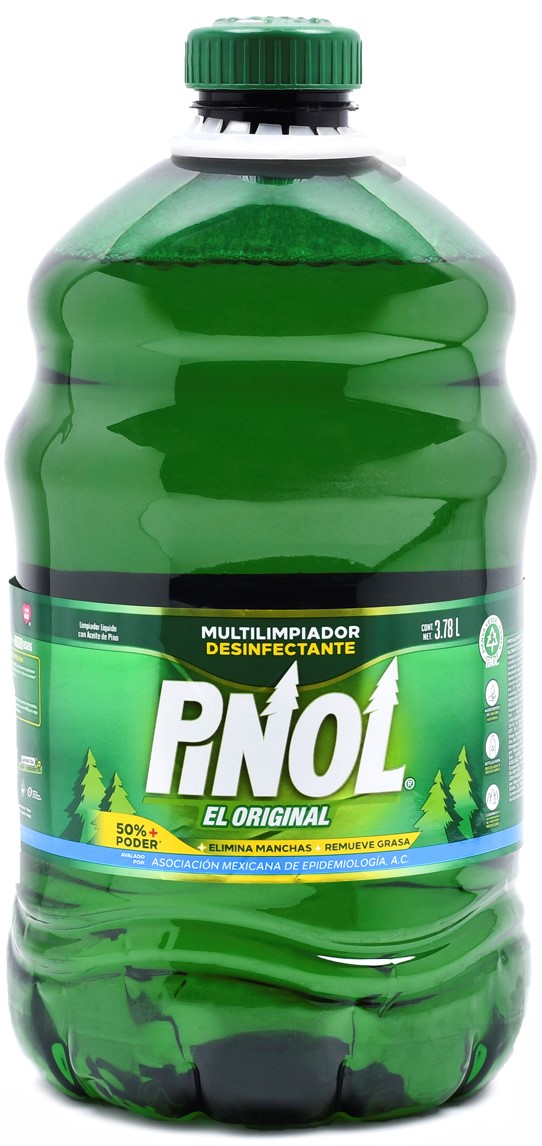 Limpiador Líquido
con Aceite de Pino
MULTILIMPIADOR
DESINFECTANTE
CONT.
NET. 3.78 L
PiNOL®
EL ORIGINAL
50%+
PODER*
+ELIMINA MANCHAS + REMUEVE GRASA
AVALADO
POR ASOCIACIÓN MEXICANA DE EPIDEMIOLOGÍA, A.C.